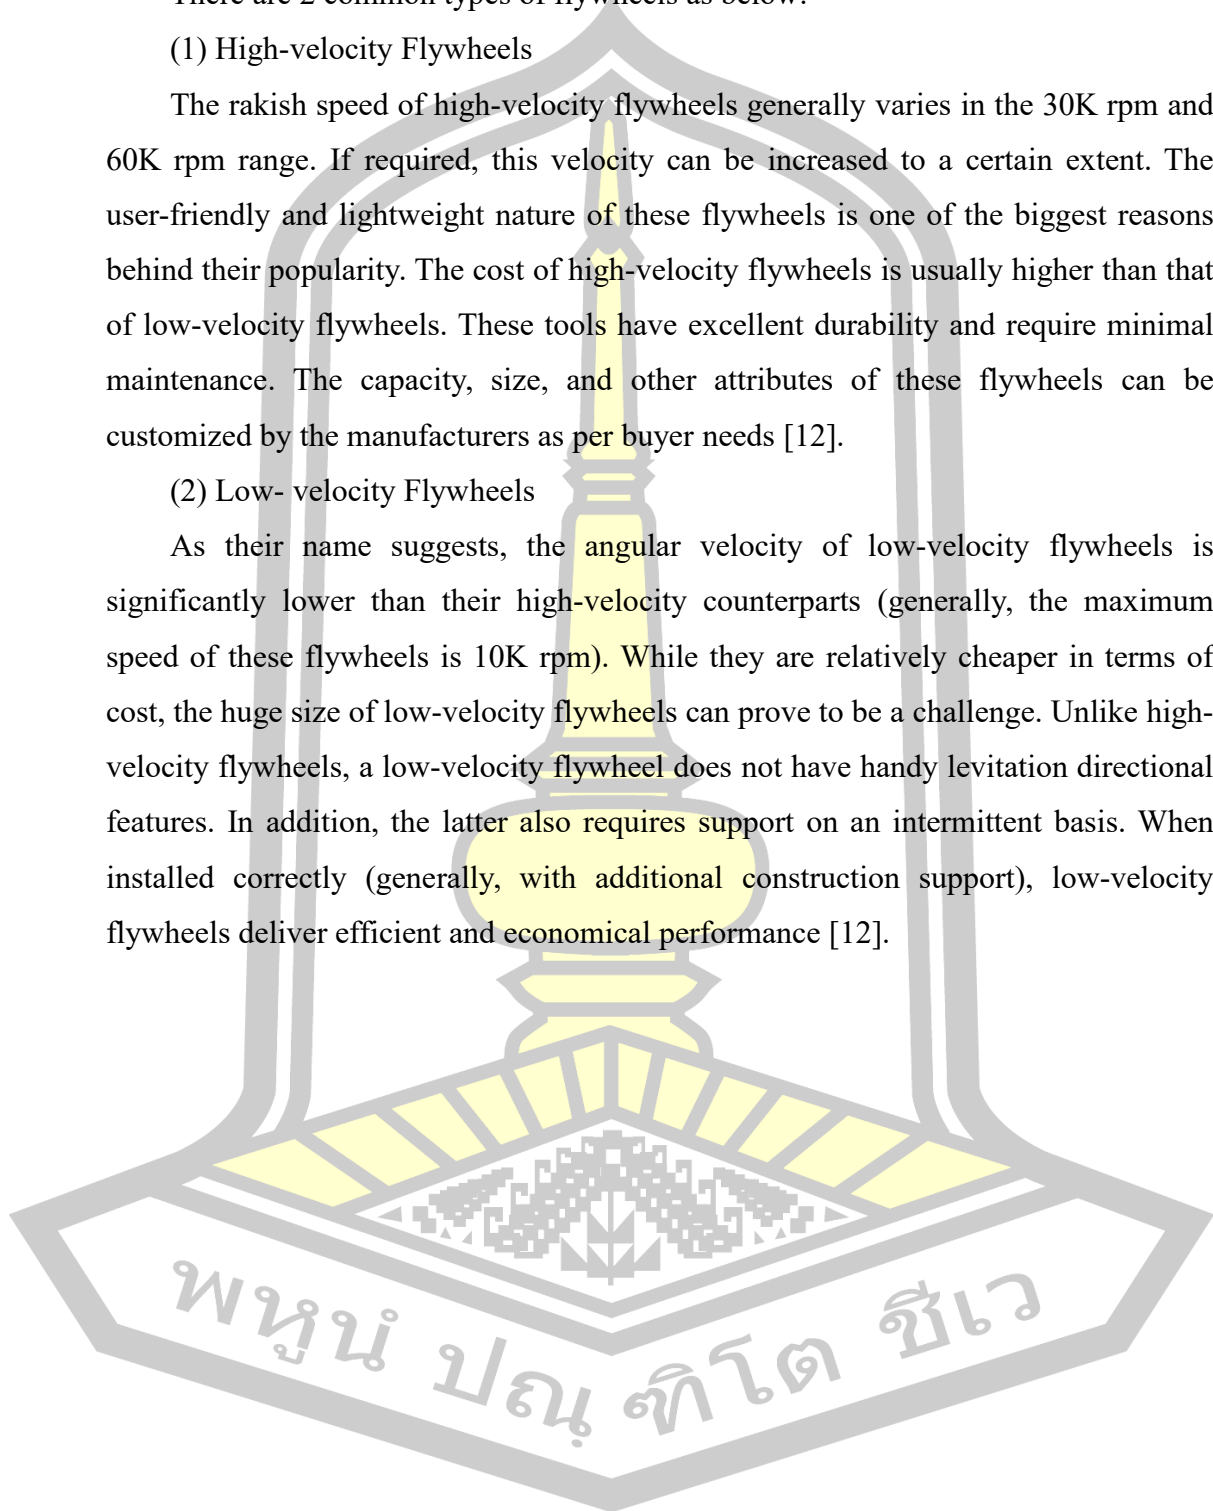 There are 2 common types of flywheels as below:
(1) High-velocity Flywheels
The rakish speed of high-velocity flywheels generally varies in the 30K rpm and
60K rpm range. If required, this velocity can be increased to a certain extent. The
user-friendly and lightweight nature of these flywheels is one of the biggest reasons
behind their popularity. The cost of high-velocity flywheels is usually higher than that
of low-velocity flywheels. These tools have excellent durability and require minimal
maintenance. The capacity, size, and other attributes of these flywheels can be
customized by the manufacturers as per buyer needs [12].
(2) Low- velocity Flywheels
As their name suggests, the angular velocity of low-velocity flywheels is
significantly lower than their high-velocity counterparts (generally, the maximum
speed of these flywheels is 10K rpm). While they are relatively cheaper in terms of
cost, the huge size of low-velocity flywheels can prove to be a challenge. Unlike high-
velocity flywheels, a low-velocity flywheel does not have handy levitation directional
features. In addition, the latter also requires support on an intermittent basis. When
installed correctly (generally, with additional construction support), low-velocity
flywheels deliver efficient and economical performance [12].
พหูนํ ปณฺฑิโต ชีเว